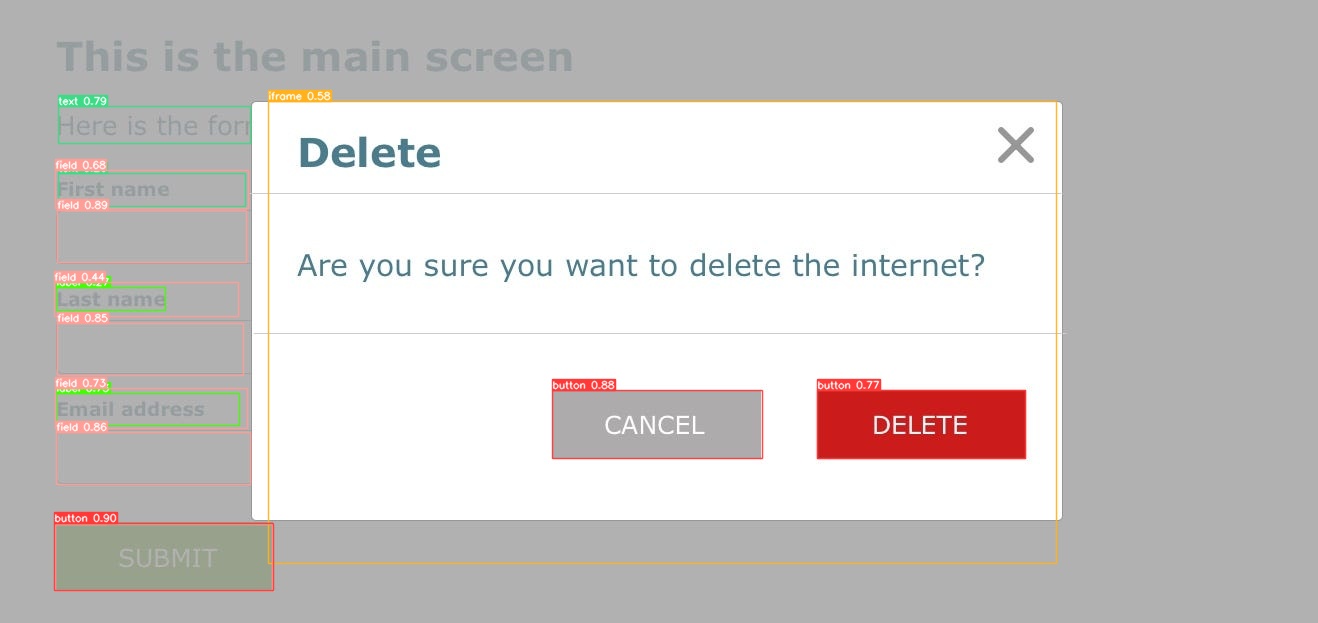 This is the main screen
iframe 0.58
text 0.79
Here is the for
Delete
field 0.68
First name
field 0.89
Are you sure you want to delete the internet?
field 0.44
Last name
field 0.85
field 0.73
Email address
button 0.88
button 0.77
field 0.86
CANCEL
DELETE
button 0.90
SUBMIT